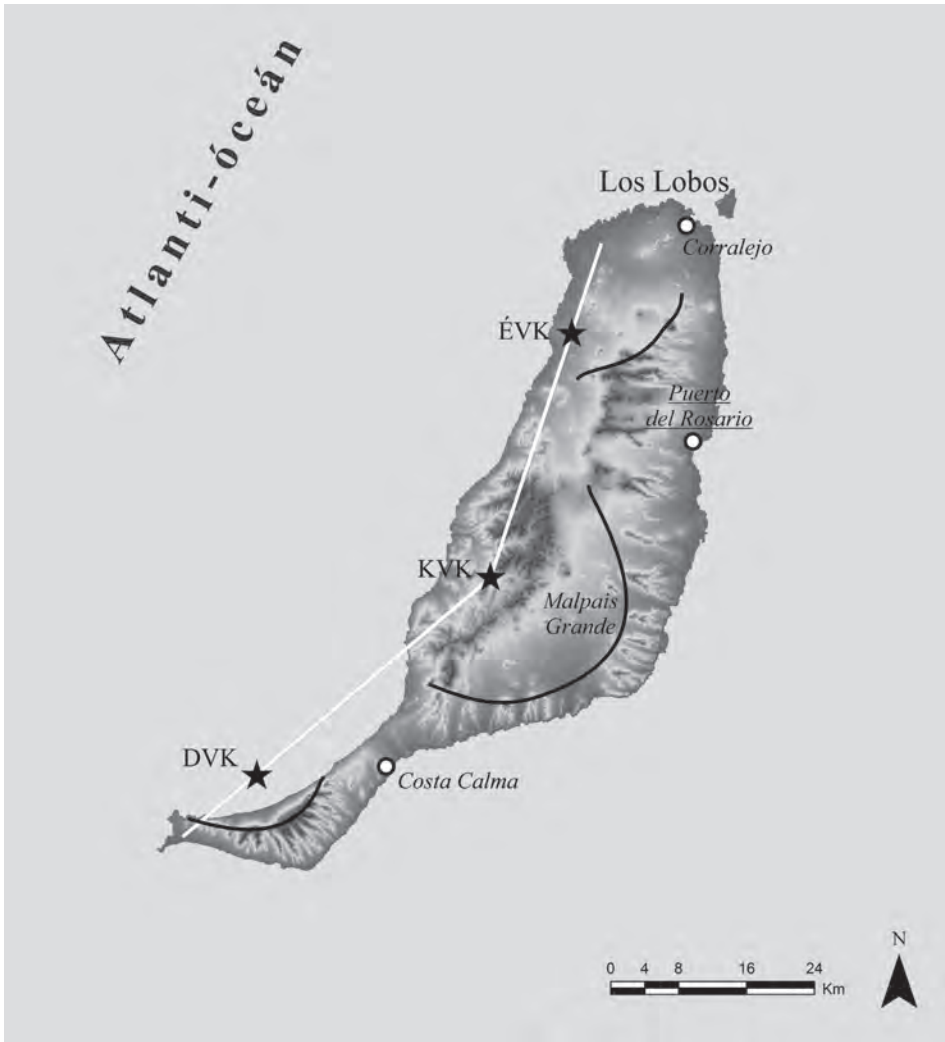 Atlanti-óceán
Los Lobos
Corralejo
ÉVK
Puerto
del Rosario
KVK
Malpaís
Grande
DVK
Costa Calma
N
0 4 8 16 24
Km